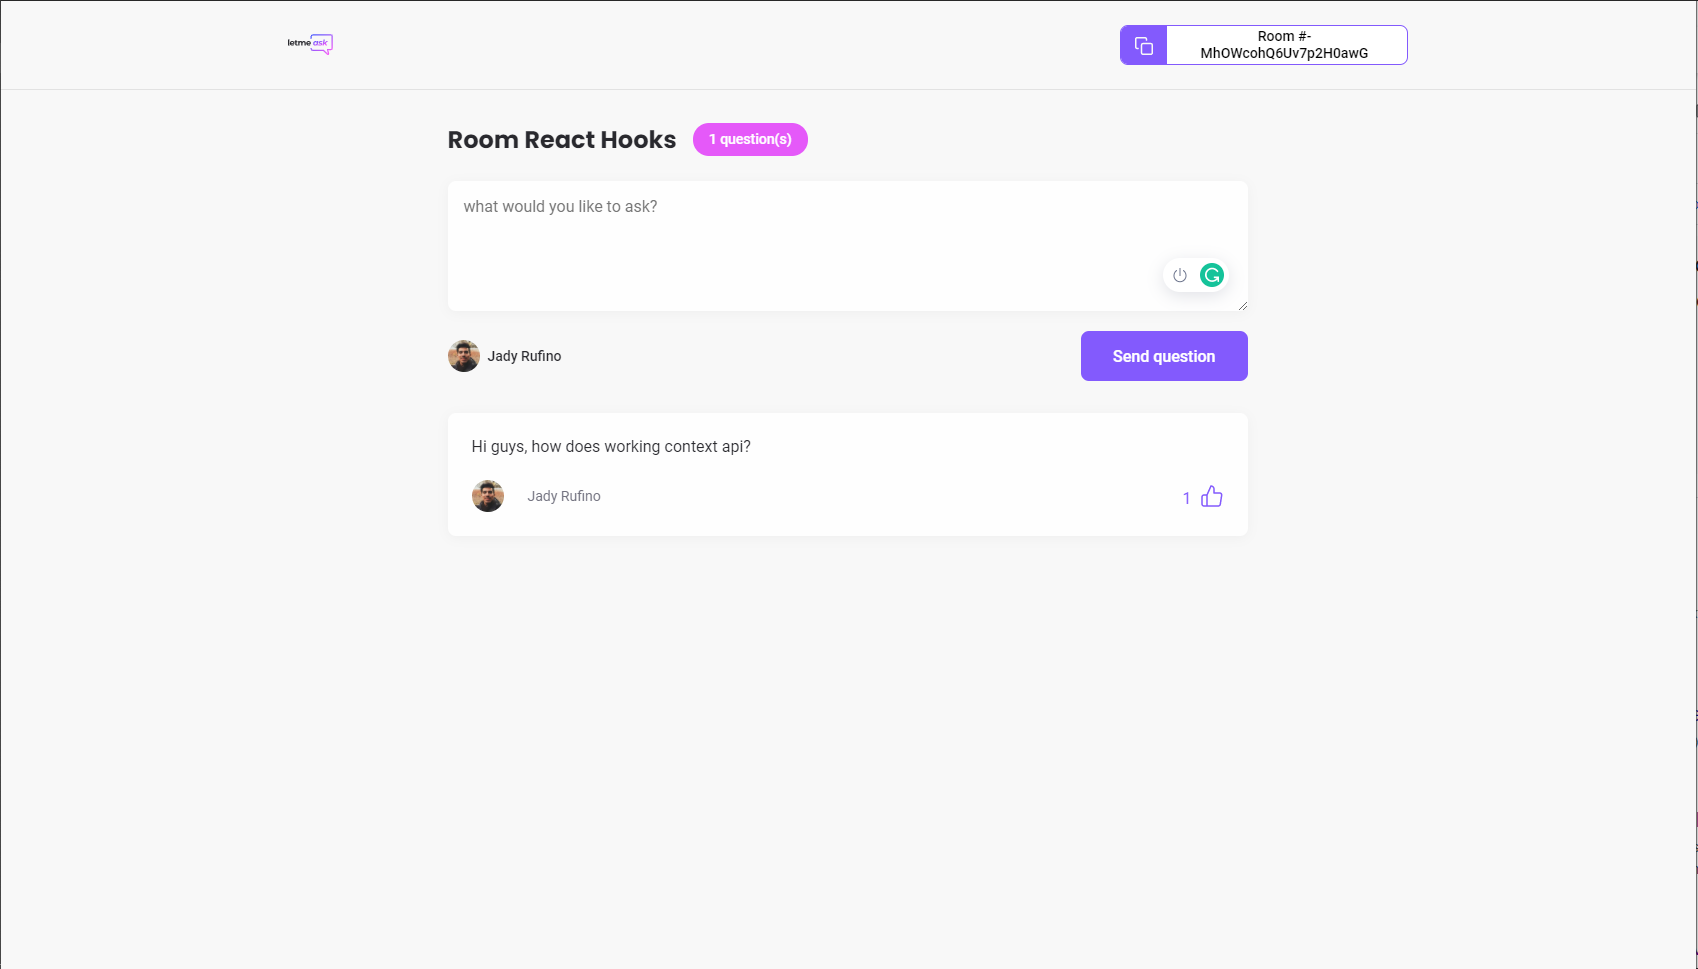 letmeask
Room #-
MhOWcohQ6Uv7p2H0awG
Room React Hooks
1 question(s)
what would you like to ask?
Jady Rufino
Send question
Hi guys, how does working context api?
Jady Rufino
1